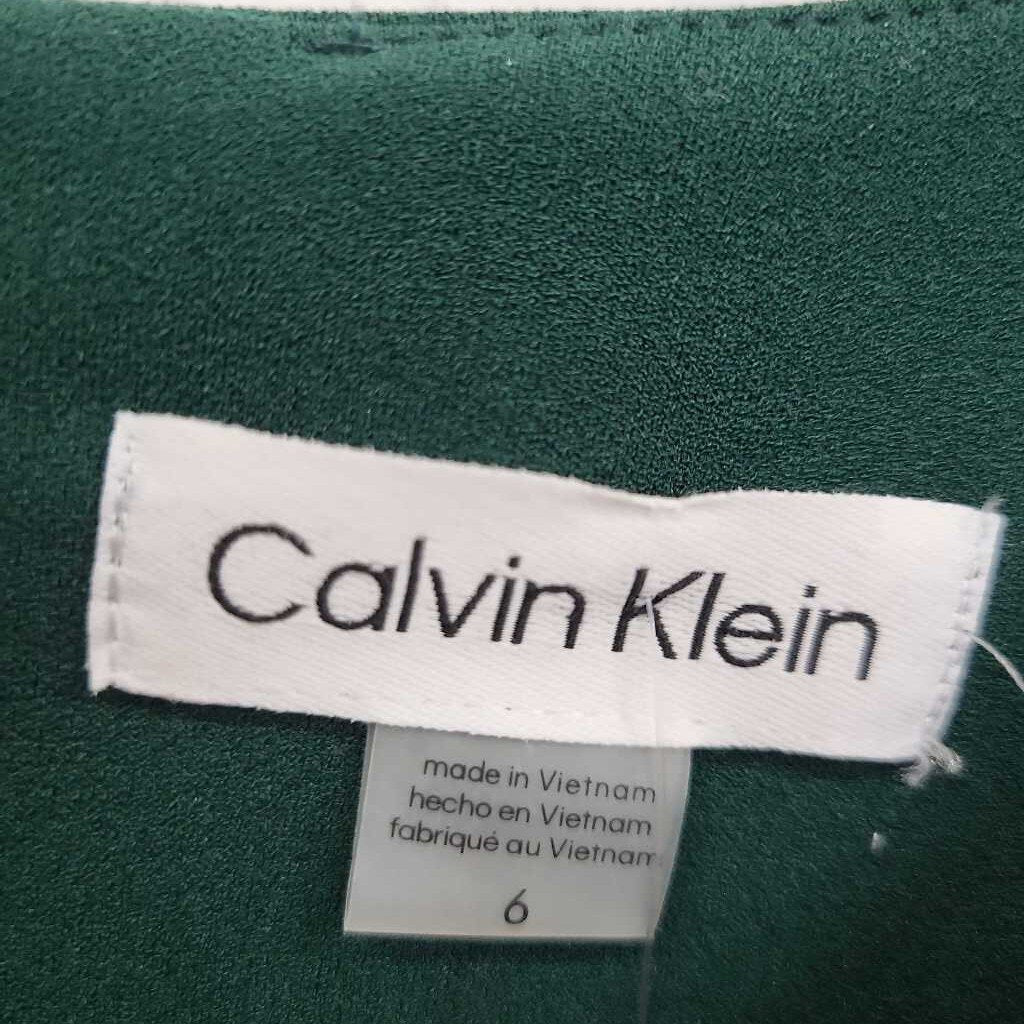 Calvin Klein
made in Vietnam
hecho en Vietnam
fabriqué au Vietnam
6